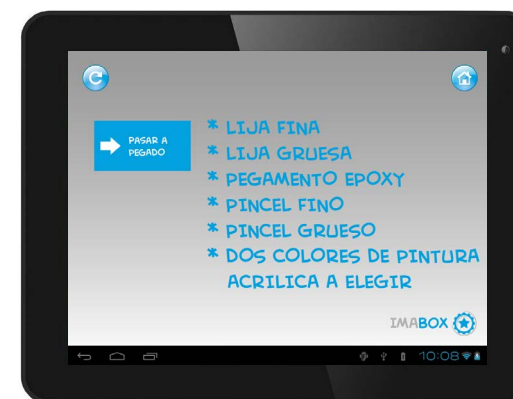 PASAR A
PEGADO
* LIJA FINA
* LIJA GRUESA
* PEGAMENTO EPOXY
* PINCEL FINO
* PINCEL GRUESO
* DOS COLORES DE PINTURA
ACRILICA A ELEGIR
IMABOX
10:08